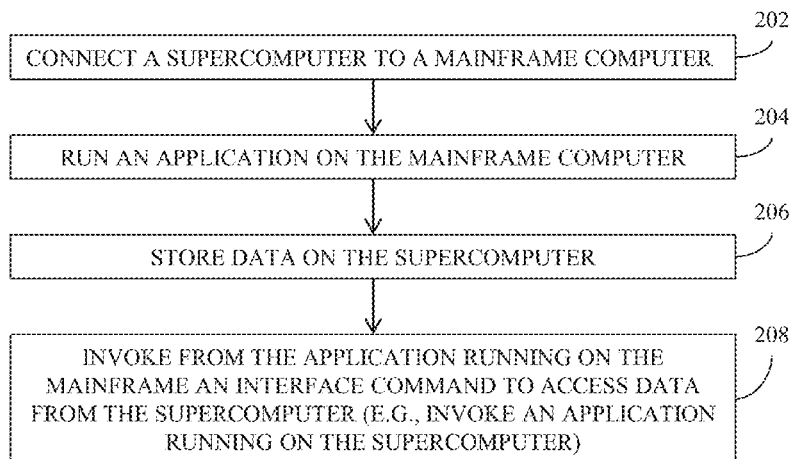 202
CONNECT A SUPERCOMPUTER TO A MAINFRAME COMPUTER
204
RUN AN APPLICATION ON THE MAINFRAME COMPUTER
206
STORE DATA ON THE SUPERCOMPUTER
208
INVOKE FROM THE APPLICATION RUNNING ON THE
MAINFRAME AN INTERFACE COMMAND TO ACCESS DATA
FROM THE SUPERCOMPUTER (E.G., INVOKE AN APPLICATION
RUNNING ON THE SUPERCOMPUTER)